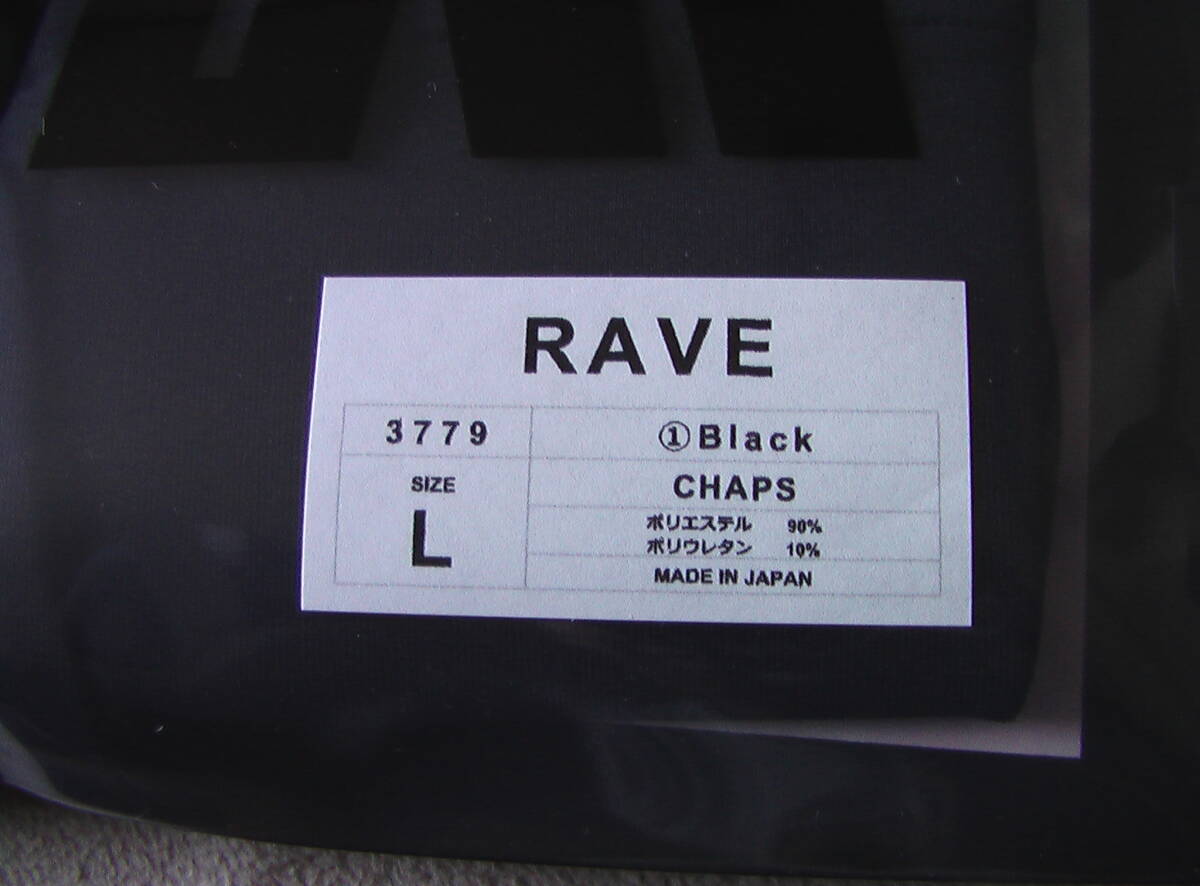 RAVE
3779
①Black
SIZE
L
CHAPS
ポリエステル 90%
ポリウレタン 10%
MADE IN JAPAN